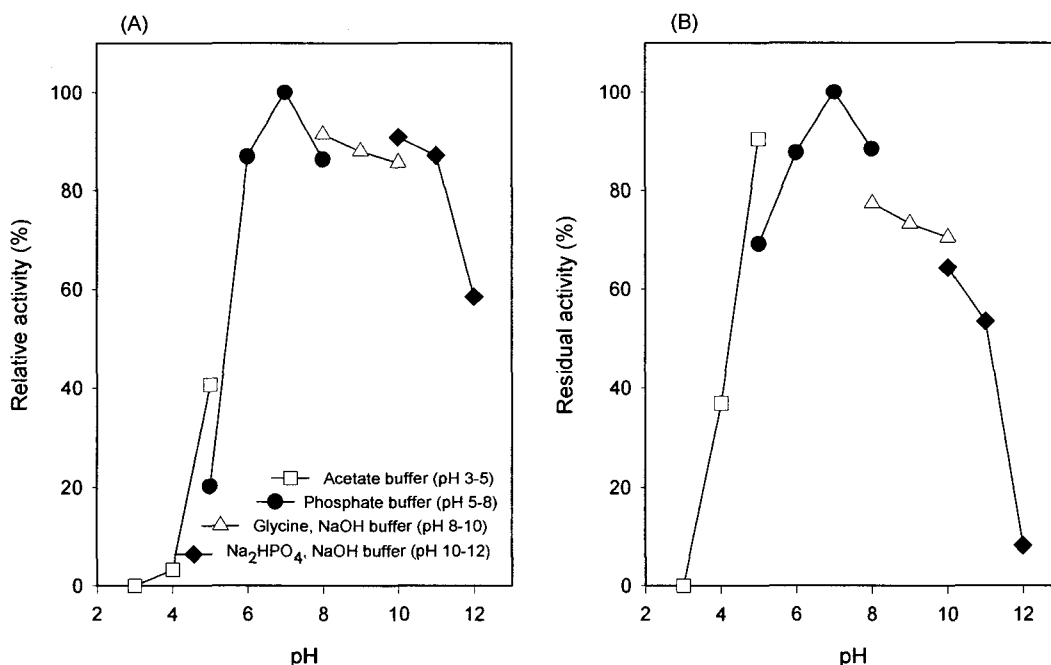 (A)
Relative activity (%)
100
80
60
40
20
0
2 4 6 8 10 12
pH
Acetate buffer (pH 3-5)
Phosphate buffer (pH 5-8)
Glycine, NaOH buffer (pH 8-10)
Na2HPO4, NaOH buffer (pH 10-12)
(B)
Residual activity (%)
100
80
60
40
20
0
2 4 6 8 10 12
pH